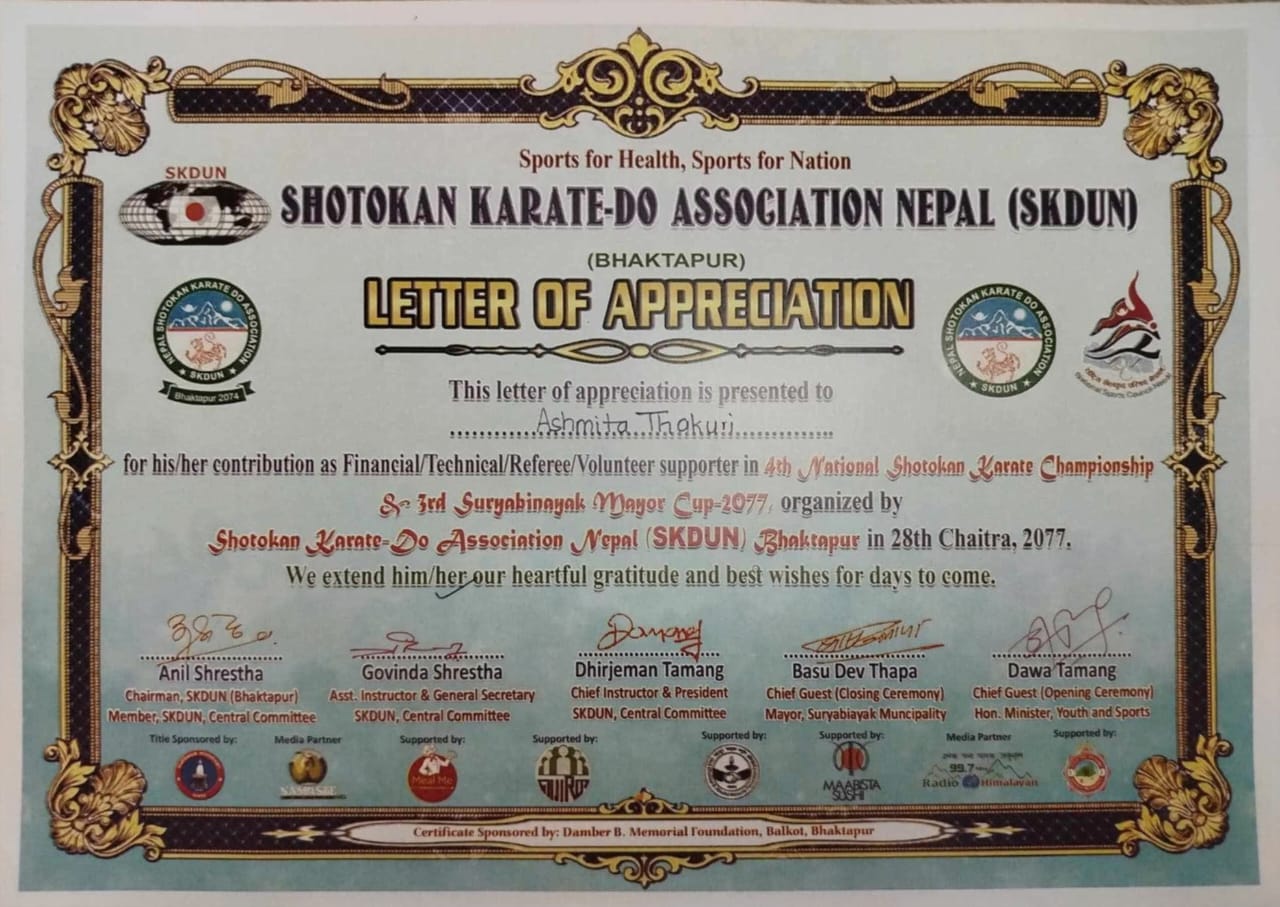 Sports for Health, Sports for Nation
SKDUN
SHOTOKAN KARATE-DO ASSOCIATION NEPAL (SKDUN)
(BHAKTAPUR)
LETTER OF APPRECIATION
NEPAL SHOTOKAN KARATE DO ASSOCIATION
★ SKDUN ★
Bhaktapur 2074
NEPAL SHOTOKAN KARATE DO ASSOCIATION
★ SKDUN ★
This letter of appreciation is presented to
Ashmita Thakuri
for his/her contribution as Financial/Technical/Referee/Volunteer supporter in 4th National Shotokan Karate Championship
& 3rd Suryabinayak Mayor Cup-2077, organized by
Shotokan Karate-Do Association Nepal (SKDUN) Bhaktapur in 28th Chaitra, 2077.
We extend him/her our heartful gratitude and best wishes for days to come.
Anil Shrestha Govinda Shrestha Dhirjeman Tamang Basu Dev Thapa Dawa Tamang
Chairman, SKDUN (Bhaktapur) Asst. Instructor & General Secretary Chief Instructor & President Chief Guest (Closing Ceremony) Chief Guest (Opening Ceremony)
Member, SKDUN, Central Committee SKDUN, Central Committee SKDUN, Central Committee Mayor, Suryabiayak Muncipality Hon. Minister, Youth and Sports
Title Sponsored by: Media Partner Supported by: Supported by: Supported by: Supported by: Media Partner Supported by:
Meal Me
MAARISTA
SUSHI
99.7
Radio Himalayan
Certificate Sponsored by: Damber B. Memorial Foundation, Balkot, Bhaktapur